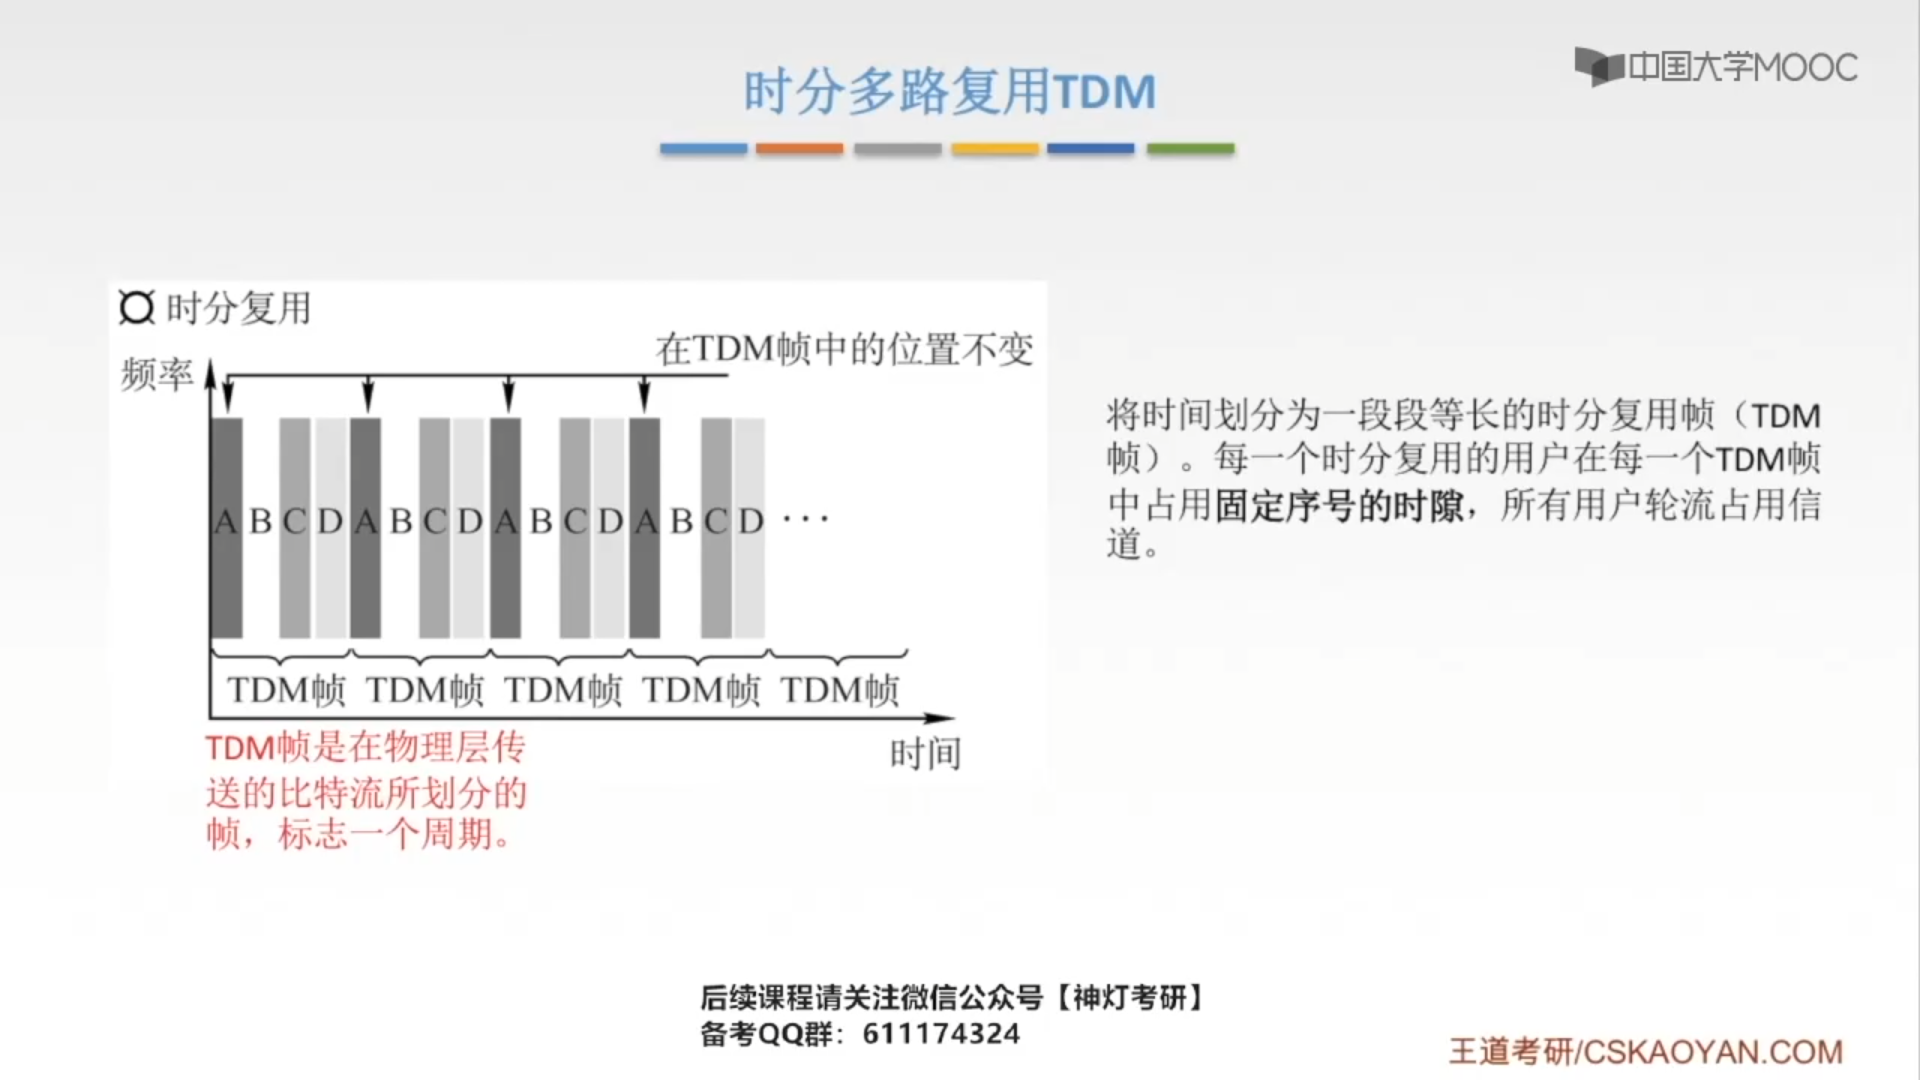 中国大学MOOC
时分多路复用TDM
¤ 时分复用
在TDM帧中的位置不变
频率
A B C D A B C D A B C D A B C D ···
TDM帧 TDM帧 TDM帧 TDM帧 TDM帧
时间
TDM帧是在物理层传
送的比特流所划分的
帧，标志一个周期。
将时间划分为一段段等长的时分复用帧（TDM
帧）。每一个时分复用的用户在每一个TDM帧
中占用固定序号的时隙，所有用户轮流占用信
道。
后续课程请关注微信公众号【神灯考研】
备考QQ群：611174324
王道考研/CSKAOYAN.COM